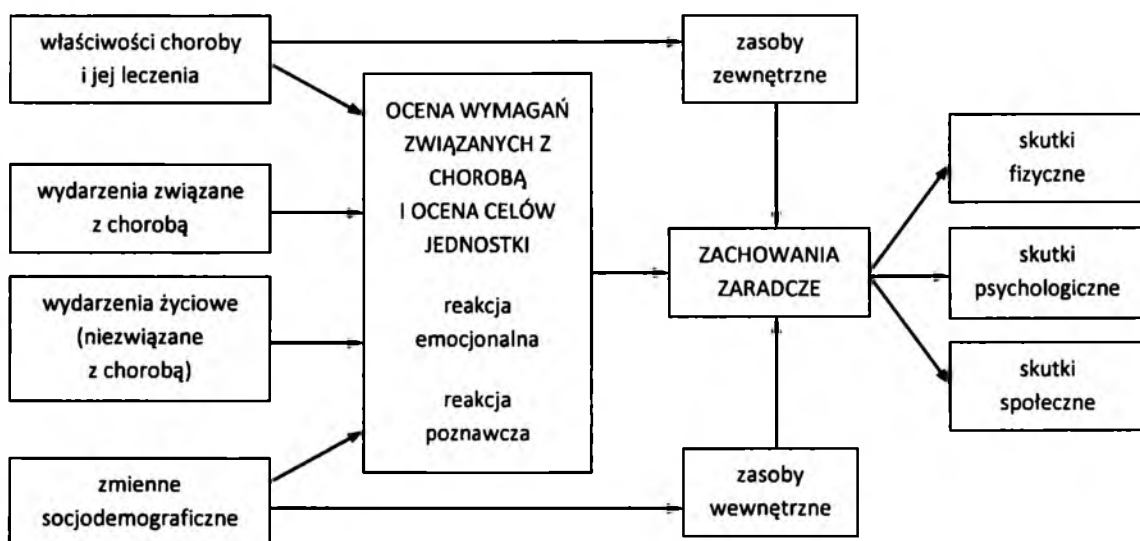 właściwości choroby
i jej leczenia
wydarzenia związane
z chorobą
wydarzenia życiowe
(niezwiązane
z chorobą)
zmienne
socjodemograficzne
OCENA WYMAGAŃ
ZWIĄZANYCH Z
CHOROBĄ
I OCENA CELÓW
JEDNOSTKI
reakcja
emocjonalna
reakcja
poznawcza
zasoby
zewnętrzne
ZACHOWANIA
ZARADCZE
zasoby
wewnętrzne
skutki
fizyczne
skutki
psychologiczne
skutki
społeczne